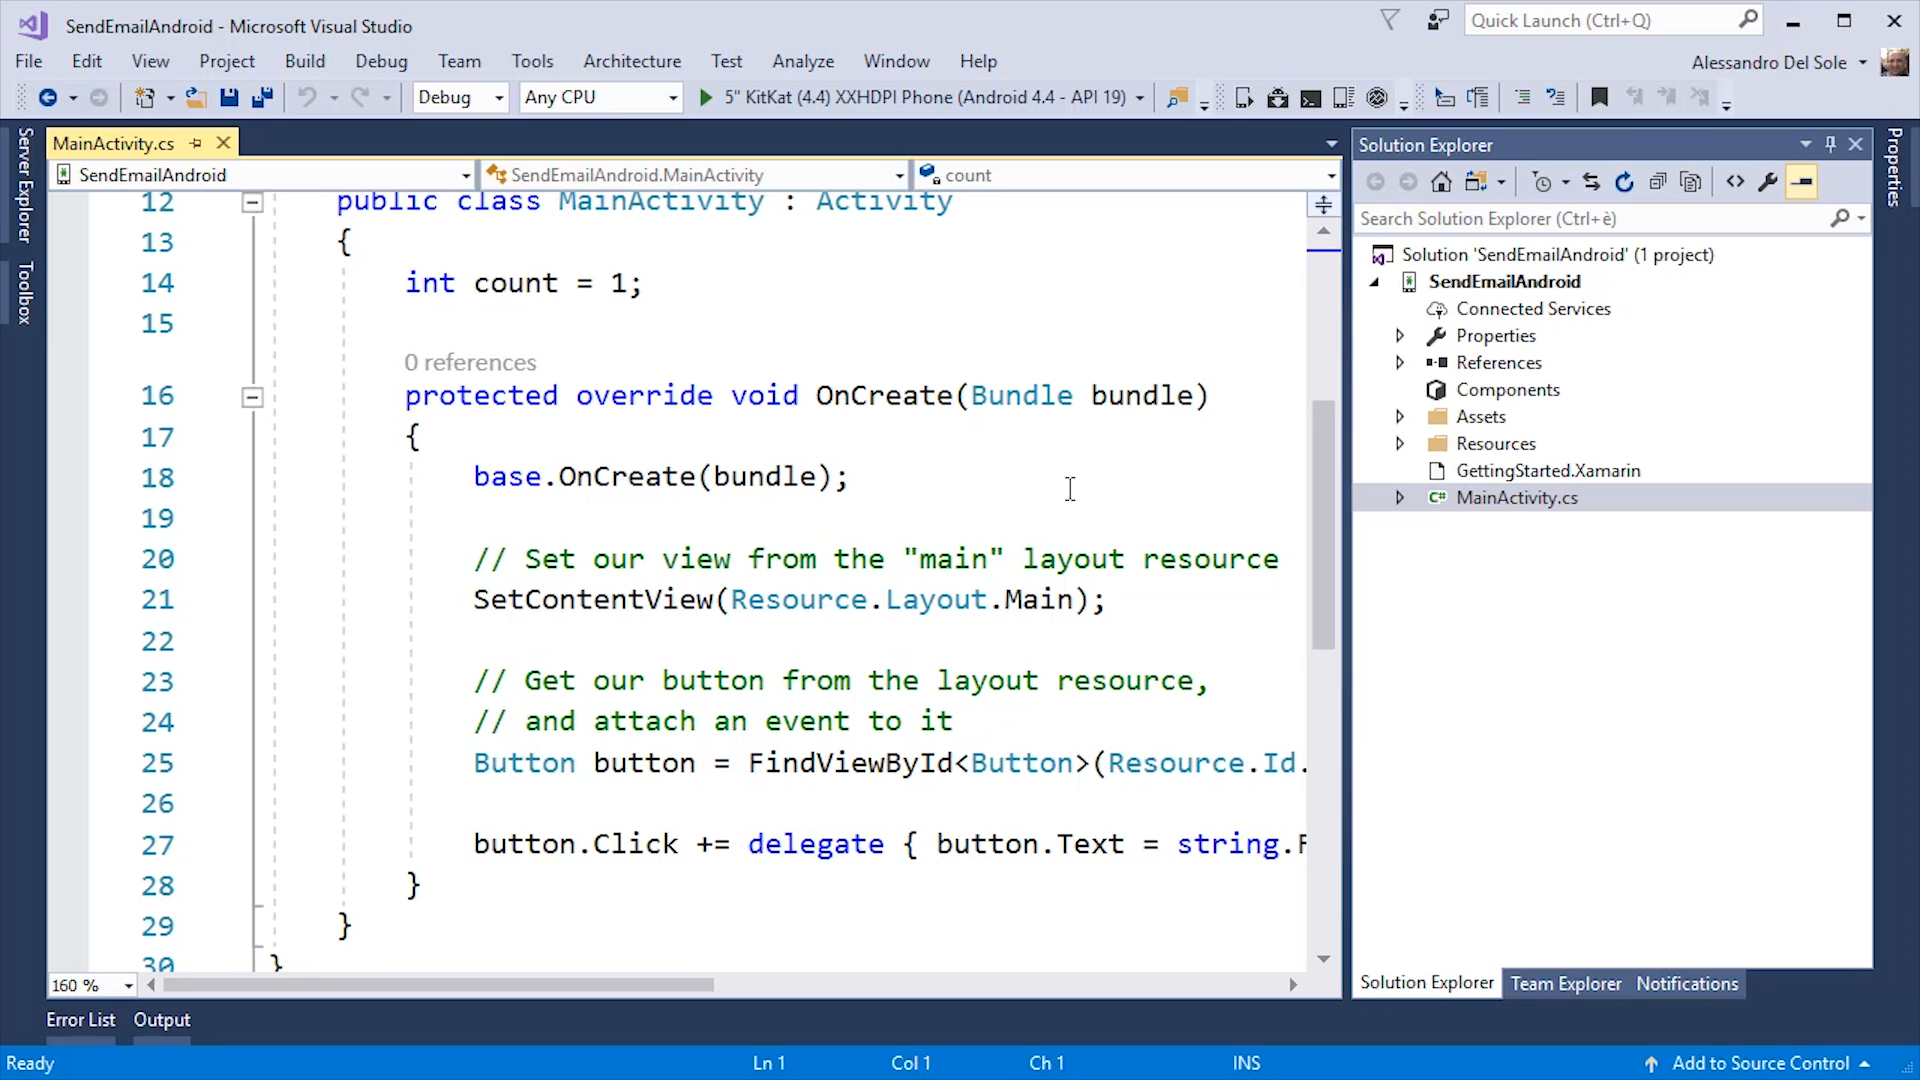 SendEmailAndroid - Microsoft Visual Studio
Quick Launch (Ctrl+Q)
File Edit View Project Build Debug Team Tools Architecture Test Analyze Window Help
Alessandro Del Sole
Debug Any CPU 5" KitKat (4.4) XXHDPI Phone (Android 4.4 - API 19)
Server Explorer
Toolbox
MainActivity.cs
SendEmailAndroid SendEmailAndroid.MainActivity count
12 public class MainActivity : Activity
13 {
14 int count = 1;
15
0 references
16 protected override void OnCreate(Bundle bundle)
17 {
18 base.OnCreate(bundle);
19
20 // Set our view from the "main" layout resource
21 SetContentView(Resource.Layout.Main);
22
23 // Get our button from the layout resource,
24 // and attach an event to it
25 Button button = FindViewById<Button>(Resource.Id.
26
27 button.Click += delegate { button.Text = string.F
28 }
29 }
30 }
160 %
Solution Explorer
Search Solution Explorer (Ctrl+è)
Solution 'SendEmailAndroid' (1 project)
SendEmailAndroid
Connected Services
Properties
References
Components
Assets
Resources
GettingStarted.Xamarin
C# MainActivity.cs
Solution Explorer Team Explorer Notifications
Properties
Error List Output
Ready Ln 1 Col 1 Ch 1 INS Add to Source Control